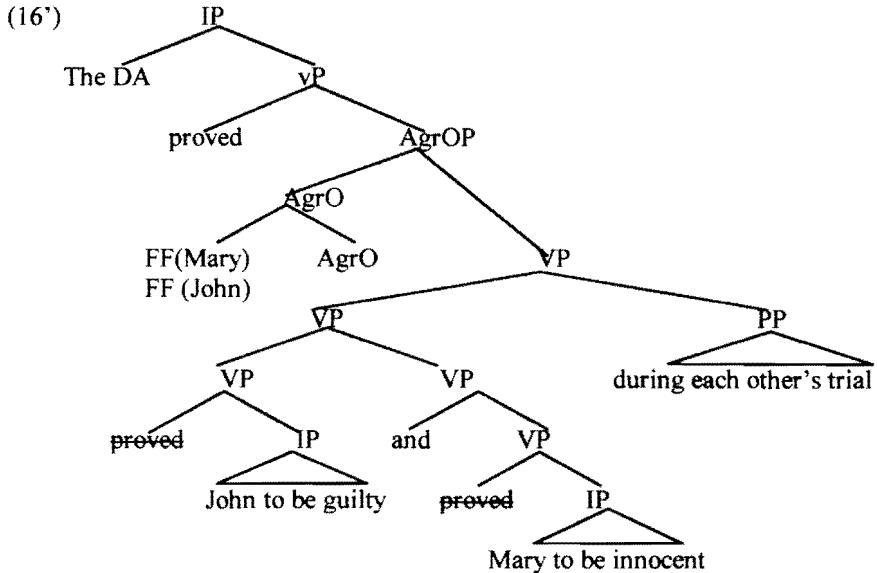 (16’) IP
The DA vP
proved AgrOP
AgrO
FF(Mary) AgrO VP
FF (John)
VP PP
VP VP during each other’s trial
proved IP and VP
John to be guilty proved IP
Mary to be innocent